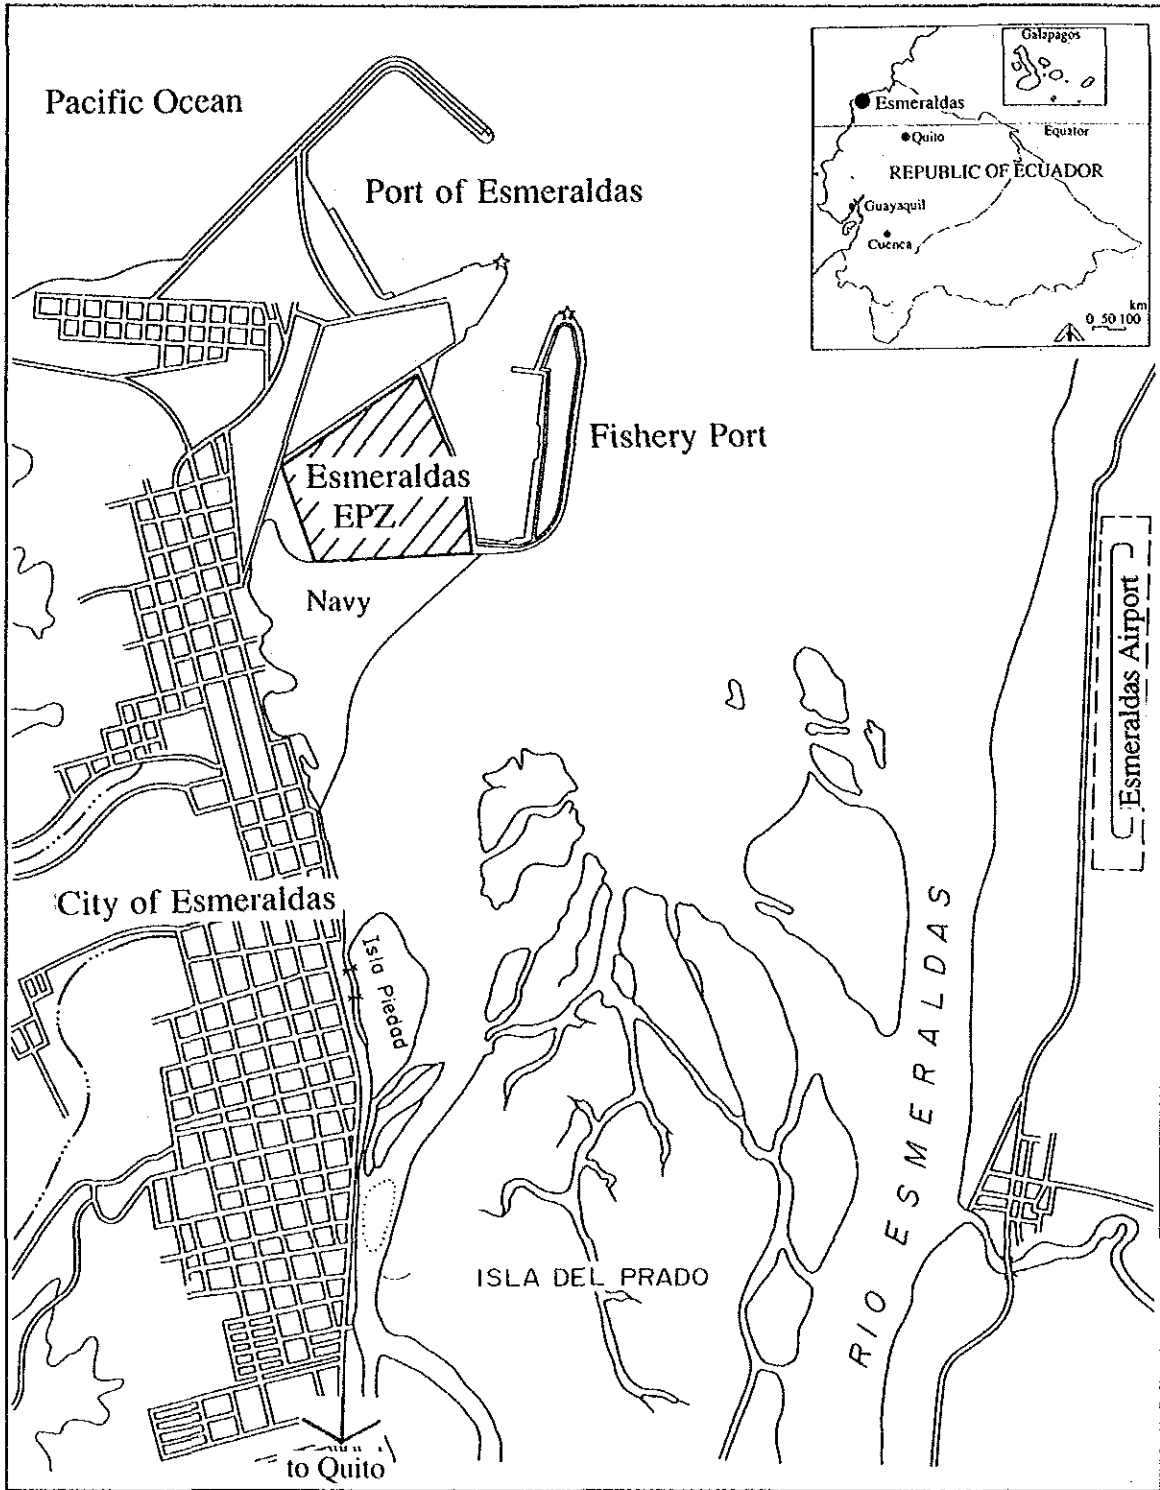 Pacific Ocean
Port of Esmeraldas
Galapagos
Esmeraldas
Equator
Quito
REPUBLIC OF ECUADOR
Guayaquil
Cuenca
km
0 50 100
Fishery Port
Esmeraldas
EPZ
Navy
Esmeraldas Airport
City of Esmeraldas
Isla Piedad
RIO ESMERALDAS
ISLA DEL PRADO
to Quito